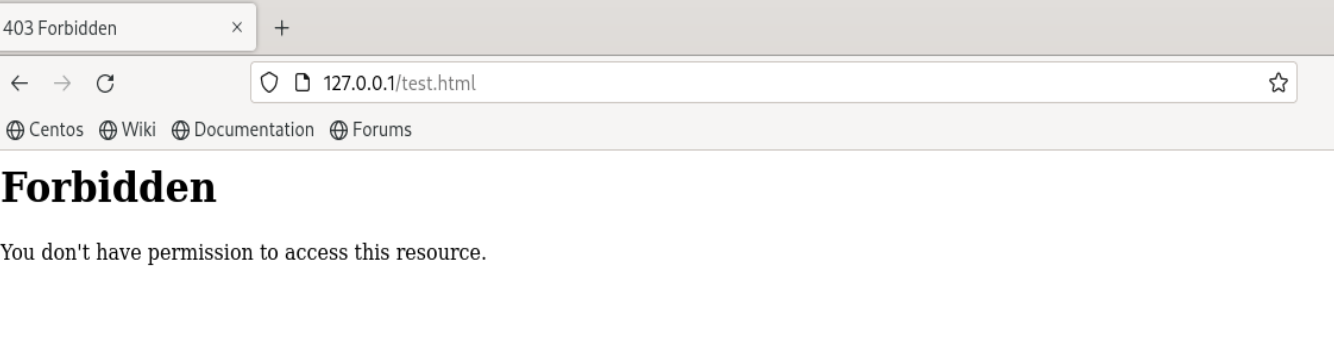 403 Forbidden
127.0.0.1/test.html
Centos Wiki Documentation Forums
Forbidden
You don't have permission to access this resource.